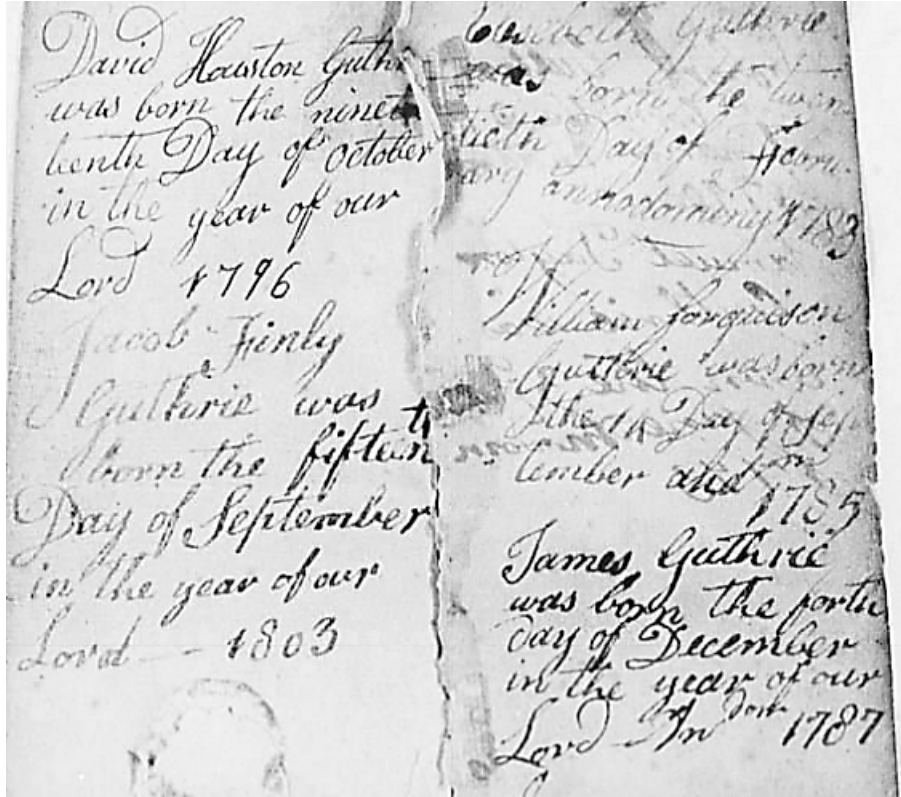 David Houston Guthr
was born the ninet
teenth Day of October
in the year of our
Lord 1796
Jacob Finly
Guthrie was
born the fifteen
Day of September
in the year of our
Lord — 1803
Guthrie
was born the twen
tieth Day of
ary annodominy 1783
William forguison
Guthrie was born
the Day of Sep
tember and
1785
James Guthrie
was born the forth
day of December
in the year of our
Lord An dom 1787